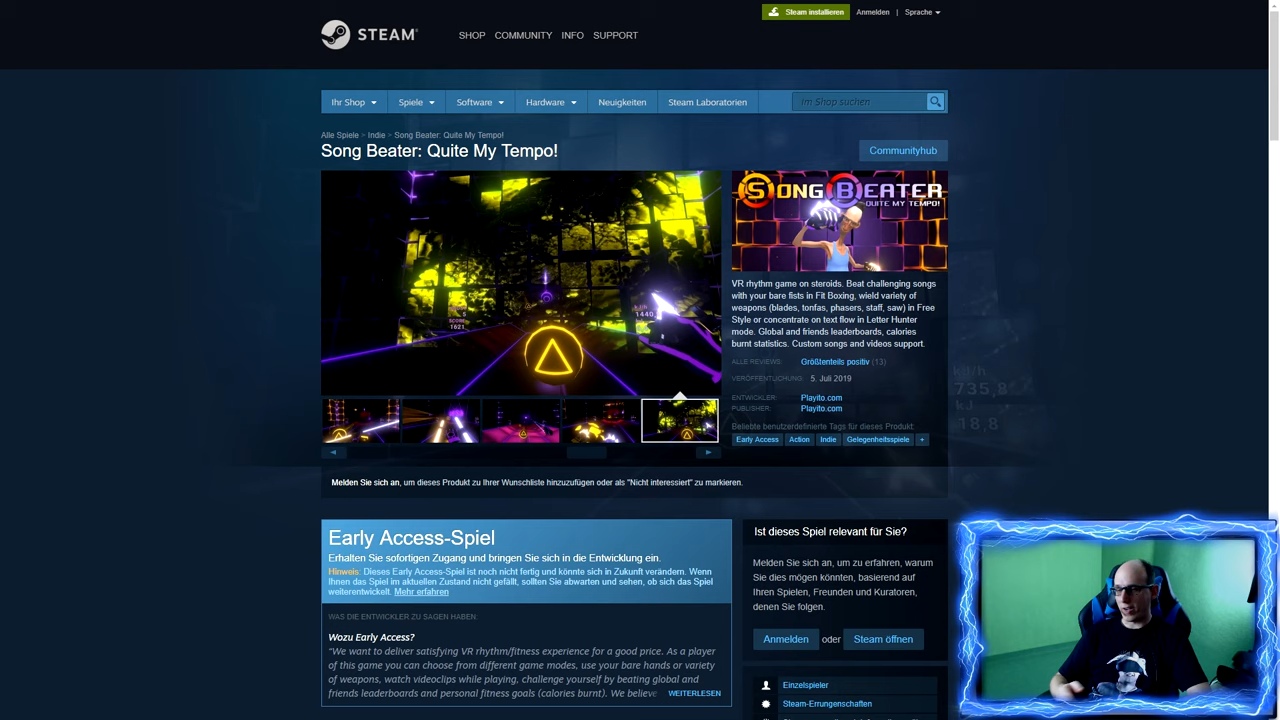 Steam installieren
Anmelden | Sprache
STEAM®
SHOP COMMUNITY INFO SUPPORT
Ihr Shop Spiele Software Hardware Neuigkeiten Steam Laboratorien Im Shop suchen
Alle Spiele > Indie > Song Beater: Quite My Tempo!
Song Beater: Quite My Tempo!
Communityhub
SONG BEATER
QUITE MY TEMPO!
VR rhythm game on steroids. Beat challenging songs
with your bare fists in Fit Boxing, wield variety of
weapons (blades, tonfas, phasers, staff, saw) in Free
Style or concentrate on text flow in Letter Hunter
mode. Global and friends leaderboards, calories
burnt statistics. Custom songs and videos support.
ALLE REVIEWS: Größtenteils positiv (13)
VERÖFFENTLICHUNG: 5. Juli 2019
ENTWICKLER: Playito.com
PUBLISHER: Playito.com
Beliebte benutzerdefinierte Tags für dieses Produkt:
Early Access Action Indie Gelegenheitsspiele +
SCORE
1621
1440
kJ/h
735,8
kJ
18,8
Melden Sie sich an, um dieses Produkt zu Ihrer Wunschliste hinzuzufügen oder als "Nicht interessiert" zu markieren.
Early Access-Spiel
Erhalten Sie sofortigen Zugang und bringen Sie sich in die Entwicklung ein.
Hinweis: Dieses Early Access-Spiel ist noch nicht fertig und könnte sich in Zukunft verändern. Wenn
Ihnen das Spiel im aktuellen Zustand nicht gefällt, sollten Sie abwarten und sehen, ob sich das Spiel
weiterentwickelt. Mehr erfahren
WAS DIE ENTWICKLER ZU SAGEN HABEN:
Wozu Early Access?
"We want to deliver satisfying VR rhythm/fitness experience for a good price. As a player
of this game you can choose from different game modes, use your bare hands or variety
of weapons, watch videoclips while playing, challenge yourself by beating global and
friends leaderboards and personal fitness goals (calories burnt). We believe WEITERLESEN
Ist dieses Spiel relevant für Sie?
Melden Sie sich an, um zu erfahren, warum
Sie dies mögen könnten, basierend auf
Ihren Spielen, Freunden und Kuratoren,
denen Sie folgen.
Anmelden oder Steam öffnen
Einzelspieler
Steam-Errungenschaften